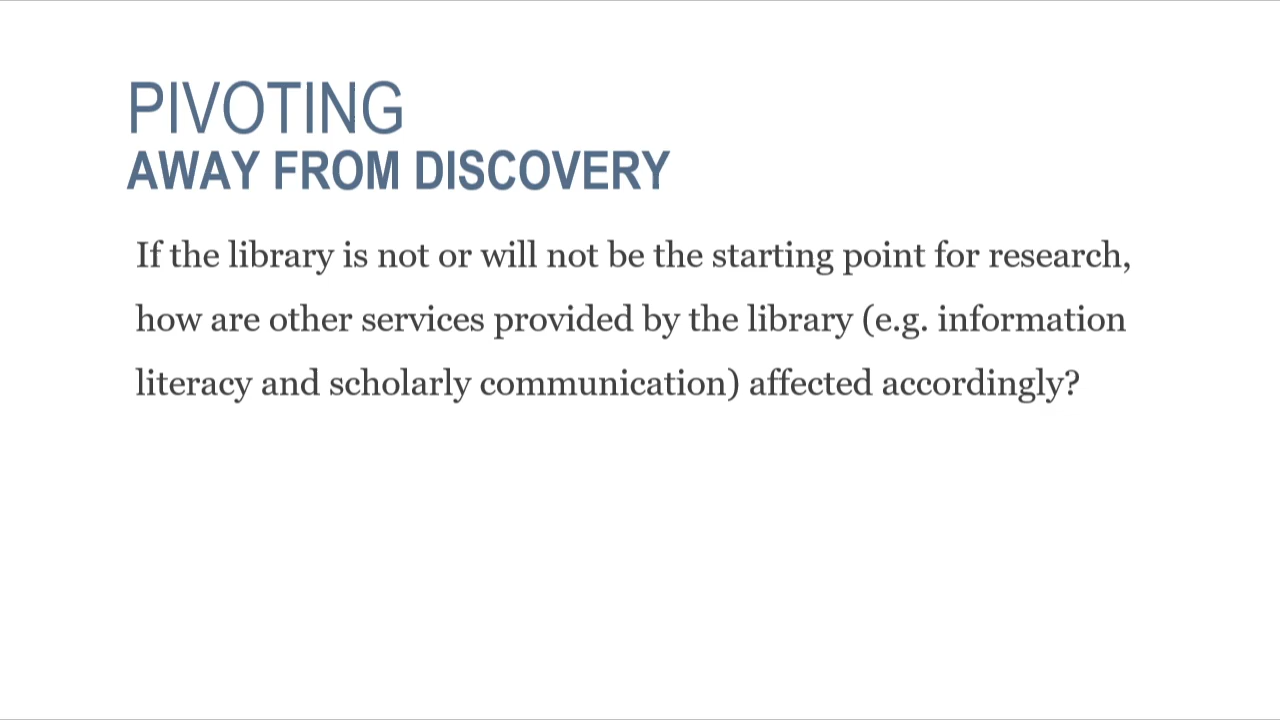 PIVOTING
AWAY FROM DISCOVERY
If the library is not or will not be the starting point for research,
how are other services provided by the library (e.g. information
literacy and scholarly communication) affected accordingly?